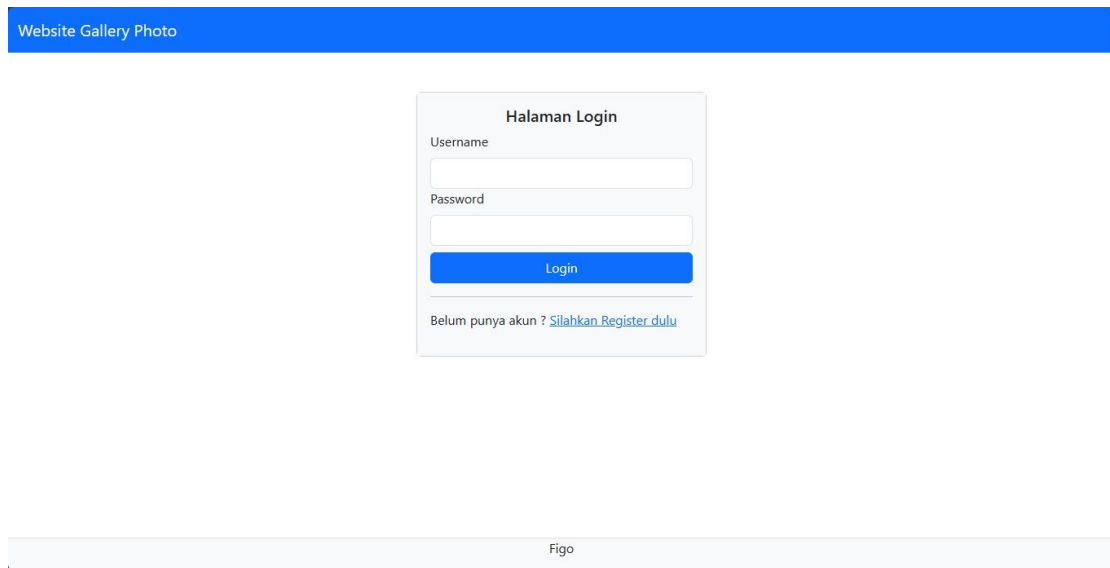 Website Gallery Photo
Halaman Login
Username
Password
Login
Belum punya akun ? Silahkan Register dulu
Figo